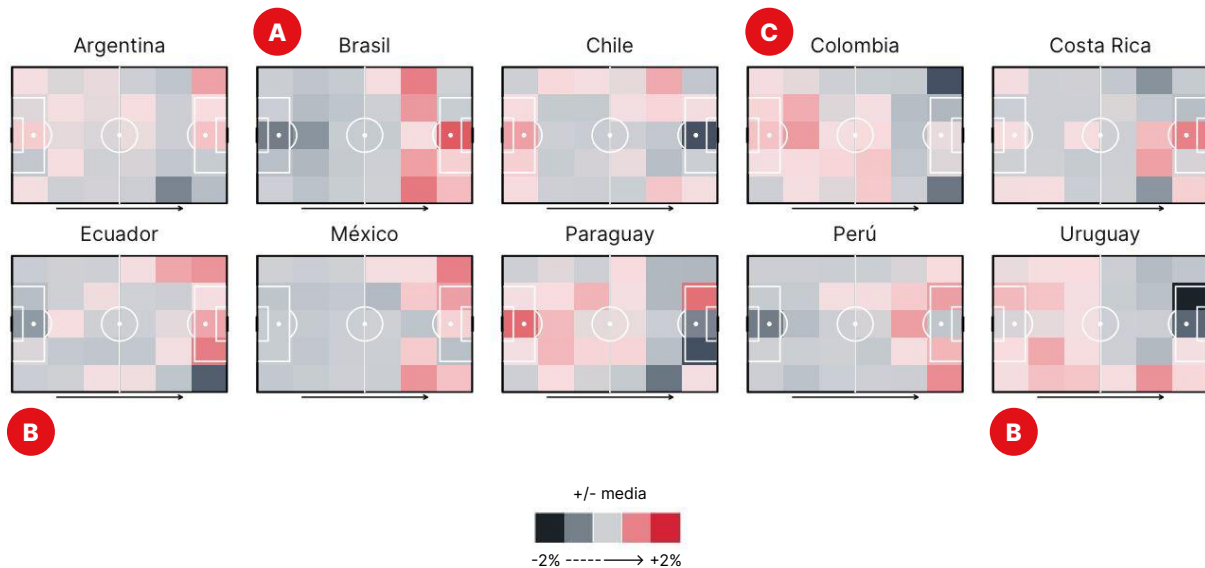 A
C
Argentina
Brasil
Chile
Colombia
Costa Rica
Ecuador
México
Paraguay
Perú
Uruguay
B
B
+/- media
-2%
+2%